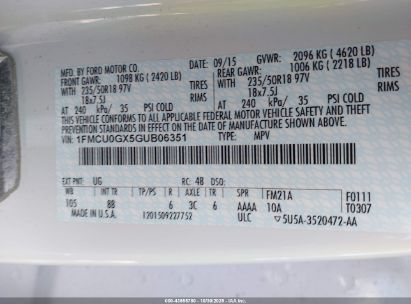 MFD. BY FORD MOTOR CO. 09/15 GVWR: 2096 KG ( 4620 LB)
FRONT GAWR: 1098 KG ( 2420 LB) REAR GAWR: 1006 KG ( 2218 LB)
WITH 235/50R18 97V TIRES WITH 235/50R18 97V TIRES
18x7.5J RIMS 18x7.5J RIMS
AT 240 kPa/ 35 PSI COLD AT 240 kPa/ 35 PSI COLD
THIS VEHICLE CONFORMS TO ALL APPLICABLE FEDERAL MOTOR VEHICLE SAFETY AND THEFT PREVENTION STANDARDS IN EFFECT ON THE DATE OF MANUFACTURE SHOWN ABOVE.
VIN: 1FMCU0GX5GUB06351 TYPE: MPV
EXT PNT: UG RC: 48 DSO: FM21A F0111
WB INT TR TP/PS R AXLE TR SPR 10A T0307
105 88 6 3C 6 AAAA
MADE IN U.S.A. 1201509227752 ULC 5U5A-3520472-AA